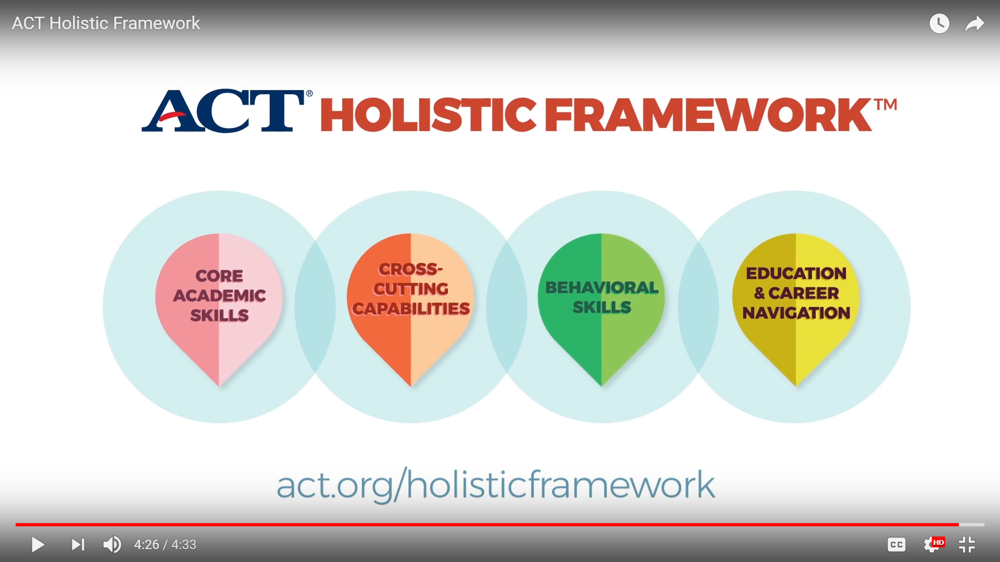 ACT Holistic Framework
ACT® HOLISTIC FRAMEWORK™
CORE
ACADEMIC
SKILLS
CROSS-
CUTTING
CAPABILITIES
BEHAVIORAL
SKILLS
EDUCATION
& CAREER
NAVIGATION
act.org/holisticframework
4:26 / 4:33
CC
HD